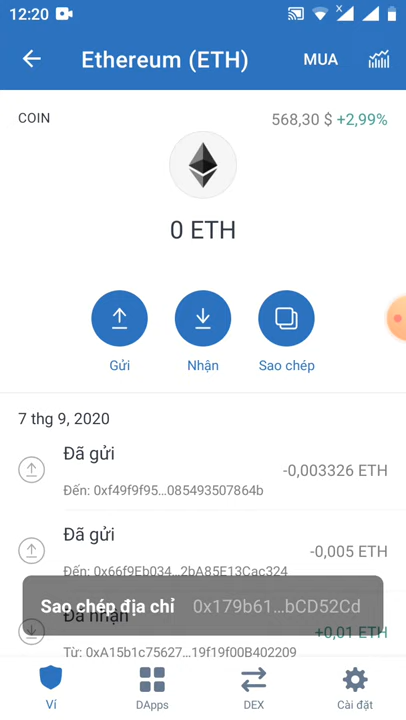 12:20
Ethereum (ETH)
MUA
COIN
568,30 $ +2,99%
0 ETH
Gửi
Nhận
Sao chép
7 thg 9, 2020
Đã gửi
-0,003326 ETH
Đến: 0xf49f9f95...085493507864b
Đã gửi
-0,005 ETH
Đến: 0x66f9Eb034...2bA85E13Cac324
Sao chép địa chỉ 0x179b61...bCD52Cd
Đã nhận
+0,01 ETH
Từ: 0xA15b1c75627...19f19f00B402209
Ví
DApps
DEX
Cài đặt